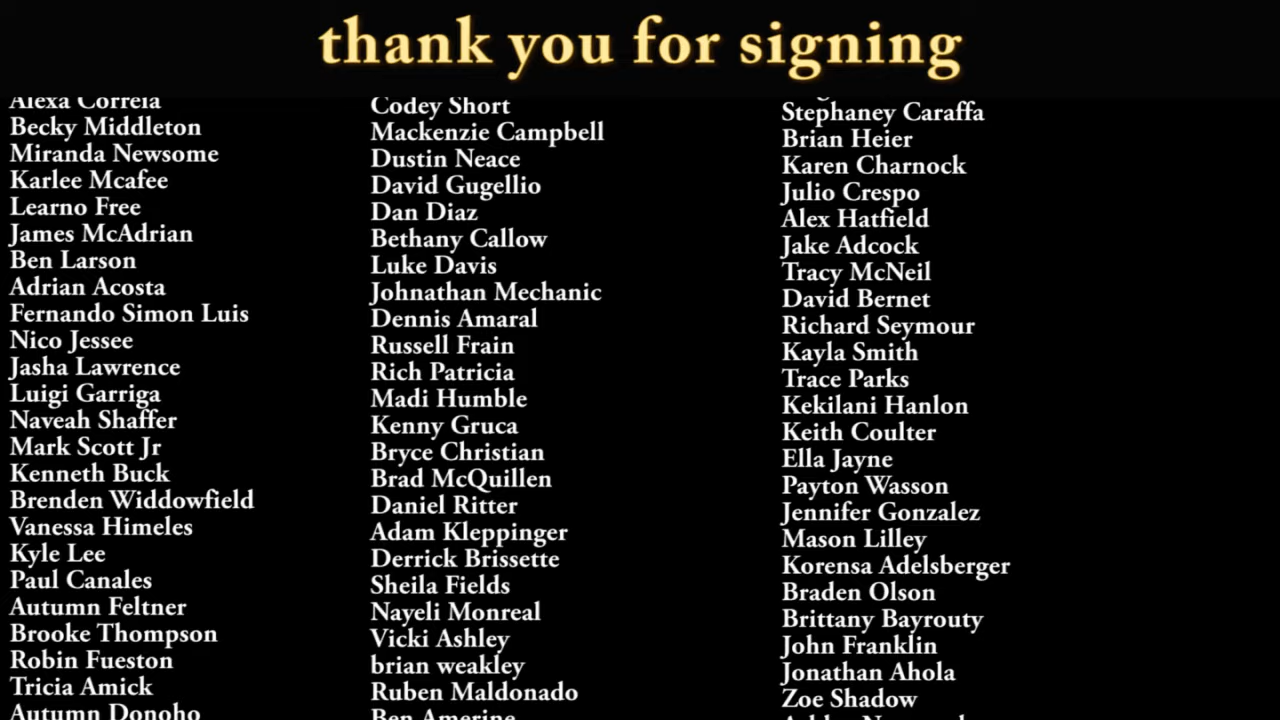 thank you for signing
Alexa Correia
Becky Middleton
Miranda Newsome
Karlee Mcafee
Learno Free
James McAdrian
Ben Larson
Adrian Acosta
Fernando Simon Luis
Nico Jessee
Jasha Lawrence
Luigi Garriga
Naveah Shaffer
Mark Scott Jr
Kenneth Buck
Brenden Widdowfield
Vanessa Himeles
Kyle Lee
Paul Canales
Autumn Feltner
Brooke Thompson
Robin Fueston
Tricia Amick
Autumn Donoho
Codey Short
Mackenzie Campbell
Dustin Neace
David Gugellio
Dan Diaz
Bethany Callow
Luke Davis
Johnathan Mechanic
Dennis Amaral
Russell Frain
Rich Patricia
Madi Humble
Kenny Gruca
Bryce Christian
Brad McQuillen
Daniel Ritter
Adam Kleppinger
Derrick Brissette
Sheila Fields
Nayeli Monreal
Vicki Ashley
brian weakley
Ruben Maldonado
Ben Amerine
Stephaney Caraffa
Brian Heier
Karen Charnock
Julio Crespo
Alex Hatfield
Jake Adcock
Tracy McNeil
David Bernet
Richard Seymour
Kayla Smith
Trace Parks
Kekilani Hanlon
Keith Coulter
Ella Jayne
Payton Wasson
Jennifer Gonzalez
Mason Lilley
Korensa Adelsberger
Braden Olson
Brittany Bayrouty
John Franklin
Jonathan Ahola
Zoe Shadow